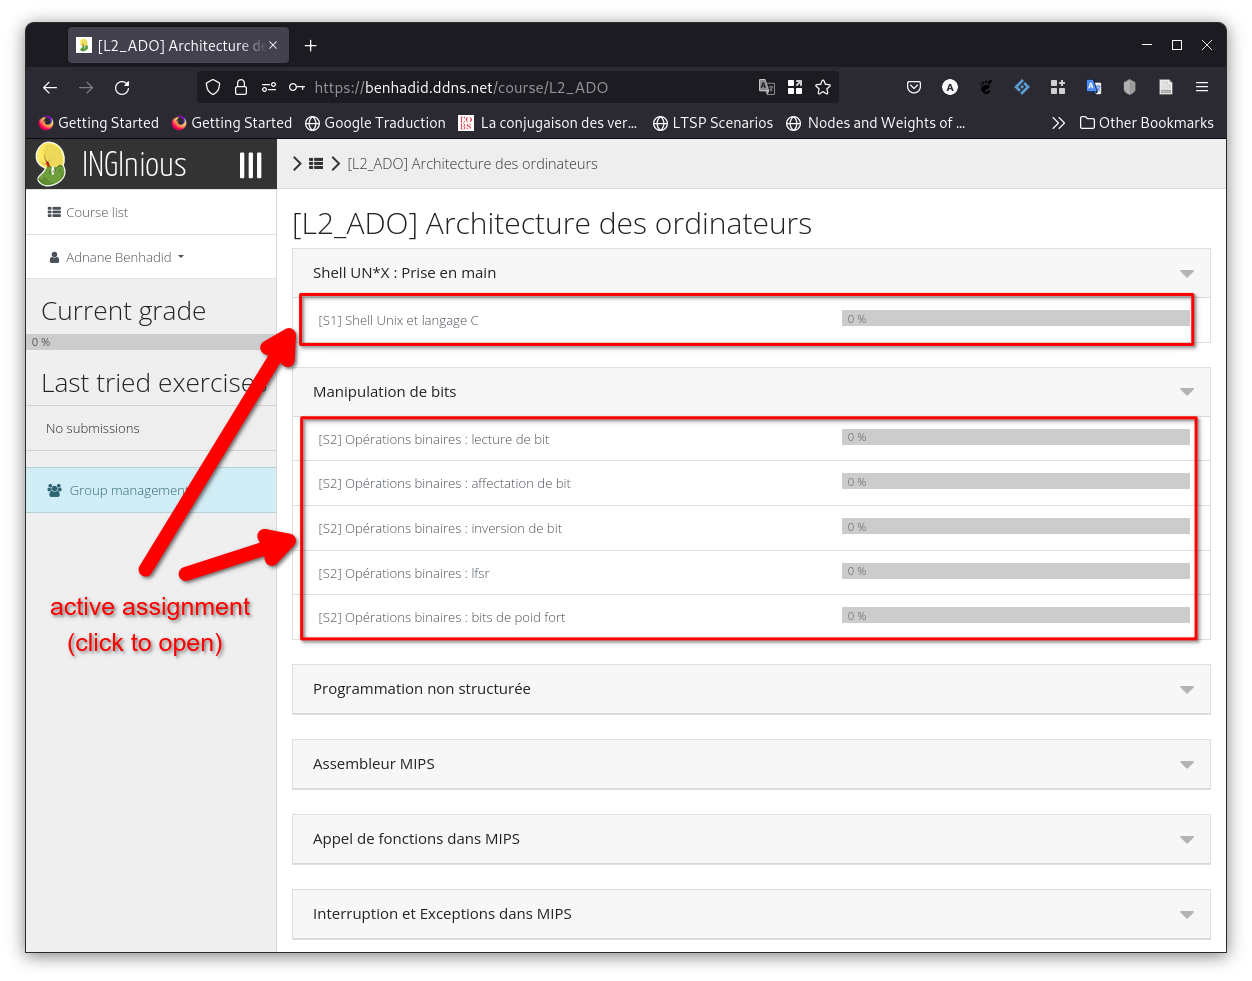 [L2_ADO] Architecture de
https://benhadid.ddns.net/course/L2_ADO
Getting Started
Getting Started
Google Traduction
La conjugaison des ver...
LTSP Scenarios
Nodes and Weights of ...
Other Bookmarks
INGInious
[L2_ADO] Architecture des ordinateurs
Course list
Adnane Benhadid
Current grade
0 %
Last tried exercises
No submissions
Group management
active assignment
(click to open)
[L2_ADO] Architecture des ordinateurs
Shell UN*X : Prise en main
[S1] Shell Unix et langage C 0 %
Manipulation de bits
[S2] Opérations binaires : lecture de bit 0 %
[S2] Opérations binaires : affectation de bit 0 %
[S2] Opérations binaires : inversion de bit 0 %
[S2] Opérations binaires : lfsr 0 %
[S2] Opérations binaires : bits de poid fort 0 %
Programmation non structurée
Assembleur MIPS
Appel de fonctions dans MIPS
Interruption et Exceptions dans MIPS